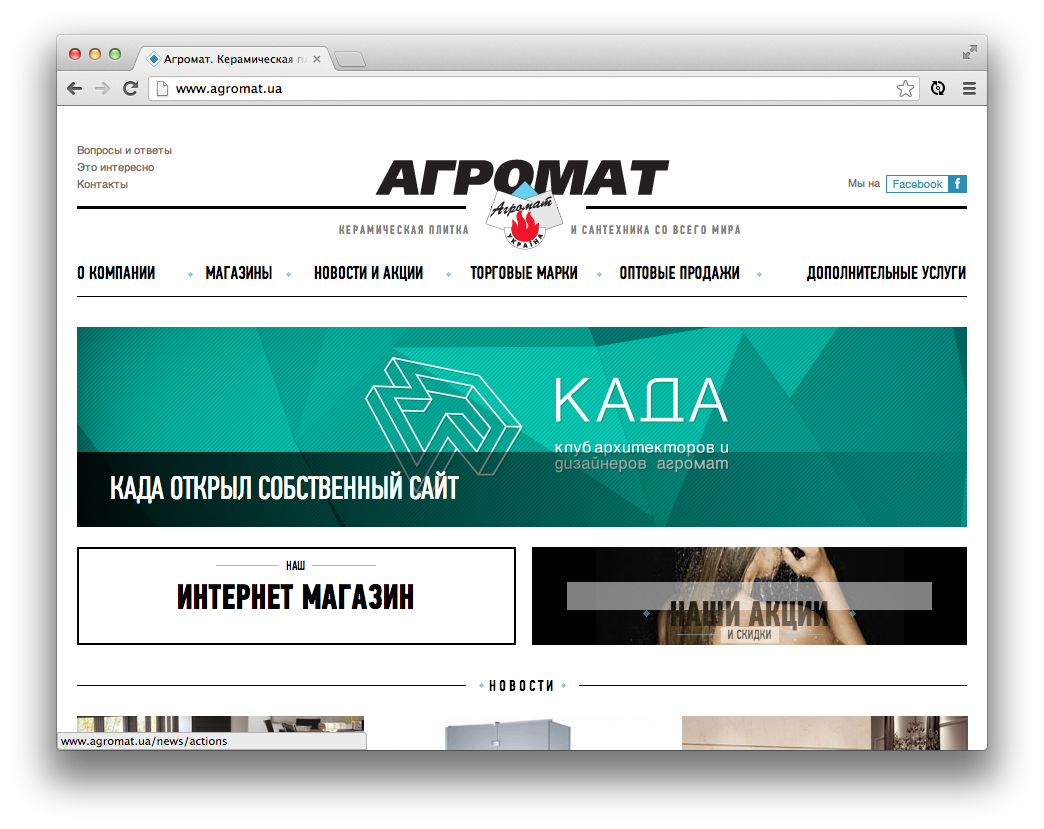 Агромат. Керамическая п
www.agromat.ua
Вопросы и ответы
Это интересно
Контакты
АГРОМАТ
Агромат
УКРАЇНА
Мы на Facebook f
КЕРАМИЧЕСКАЯ ПЛИТКА И САНТЕХНИКА СО ВСЕГО МИРА
О КОМПАНИИ МАГАЗИНЫ НОВОСТИ И АКЦИИ ТОРГОВЫЕ МАРКИ ОПТОВЫЕ ПРОДАЖИ ДОПОЛНИТЕЛЬНЫЕ УСЛУГИ
КАДА
клуб архитекторов и
дизайнеров агромат
КАДА ОТКРЫЛ СОБСТВЕННЫЙ САЙТ
НАШ
ИНТЕРНЕТ МАГАЗИН
НАШИ АКЦИИ
И СКИДКИ
НОВОСТИ
www.agromat.ua/news/actions